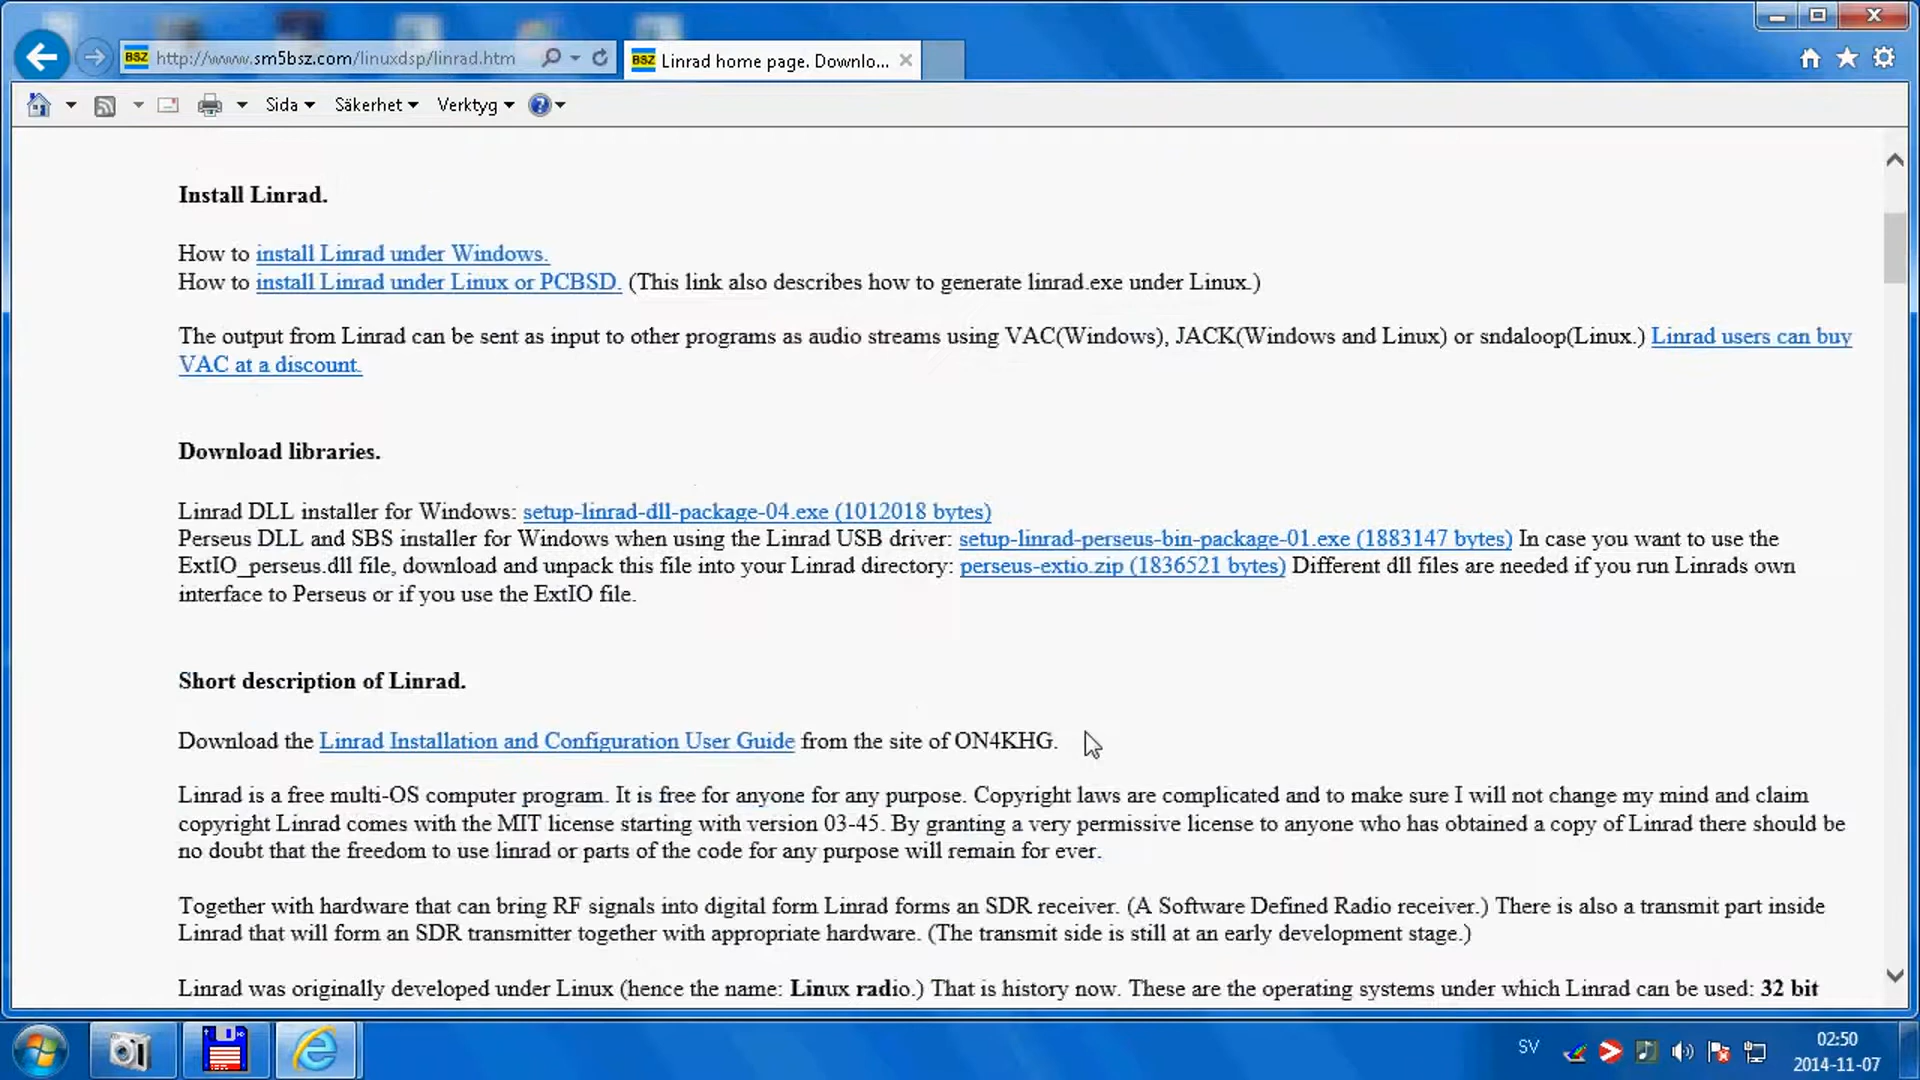 BSZ http://www.sm5bsz.com/linuxdsp/linrad.htm
BSZ Linrad home page. Downlo...
Sida Säkerhet Verktyg
Install Linrad.
How to install Linrad under Windows.
How to install Linrad under Linux or PCBSD. (This link also describes how to generate linrad.exe under Linux.)
The output from Linrad can be sent as input to other programs as audio streams using VAC(Windows), JACK(Windows and Linux) or sndaloop(Linux.) Linrad users can buy
VAC at a discount.
Download libraries.
Linrad DLL installer for Windows: setup-linrad-dll-package-04.exe (1012018 bytes)
Perseus DLL and SBS installer for Windows when using the Linrad USB driver: setup-linrad-perseus-bin-package-01.exe (1883147 bytes) In case you want to use the
ExtIO_perseus.dll file, download and unpack this file into your Linrad directory: perseus-extio.zip (1836521 bytes) Different dll files are needed if you run Linrads own
interface to Perseus or if you use the ExtIO file.
Short description of Linrad.
Download the Linrad Installation and Configuration User Guide from the site of ON4KHG.
Linrad is a free multi-OS computer program. It is free for anyone for any purpose. Copyright laws are complicated and to make sure I will not change my mind and claim
copyright Linrad comes with the MIT license starting with version 03-45. By granting a very permissive license to anyone who has obtained a copy of Linrad there should be
no doubt that the freedom to use linrad or parts of the code for any purpose will remain for ever.
Together with hardware that can bring RF signals into digital form Linrad forms an SDR receiver. (A Software Defined Radio receiver.) There is also a transmit part inside
Linrad that will form an SDR transmitter together with appropriate hardware. (The transmit side is still at an early development stage.)
Linrad was originally developed under Linux (hence the name: Linux radio.) That is history now. These are the operating systems under which Linrad can be used: 32 bit
SV
02:50
2014-11-07